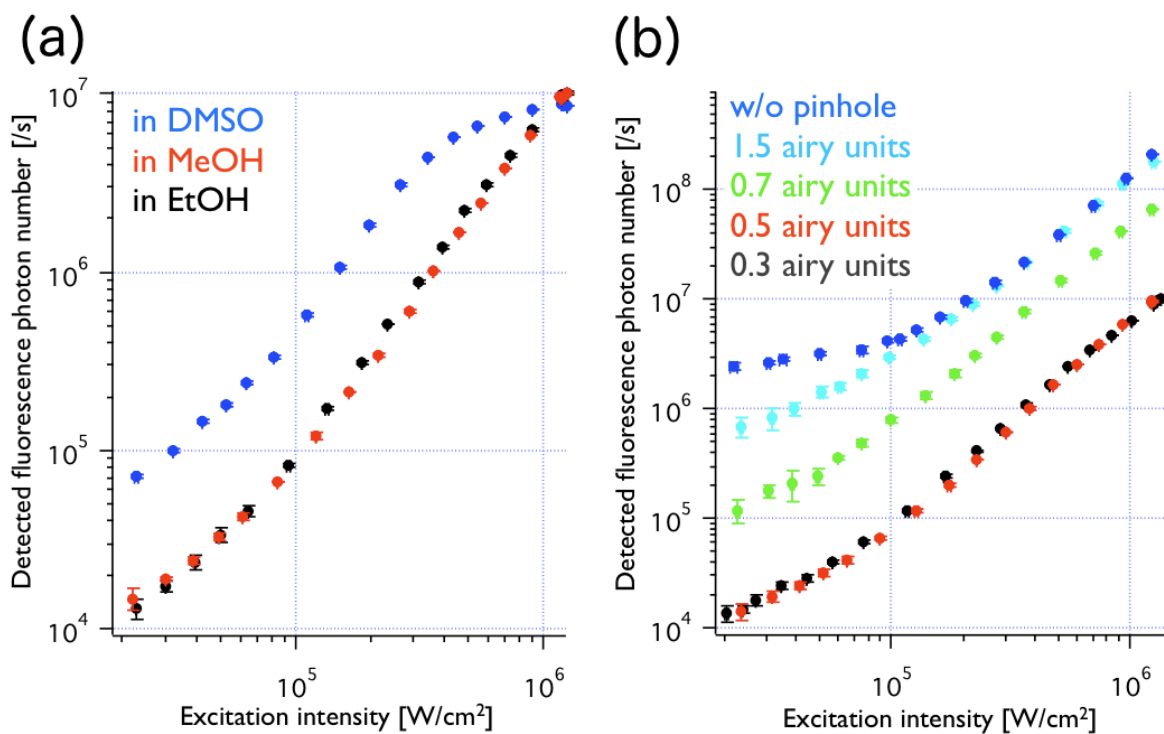 (a)
10^7
in DMSO
in MeOH
in EtOH
10^6
10^5
10^4
Detected fluorescence photon number [/s]
10^5
10^6
Excitation intensity [W/cm^2]
(b)
w/o pinhole
1.5 airy units
0.7 airy units
0.5 airy units
0.3 airy units
10^8
10^7
10^6
10^5
10^4
Detected fluorescence photon number [/s]
10^5
10^6
Excitation intensity [W/cm^2]